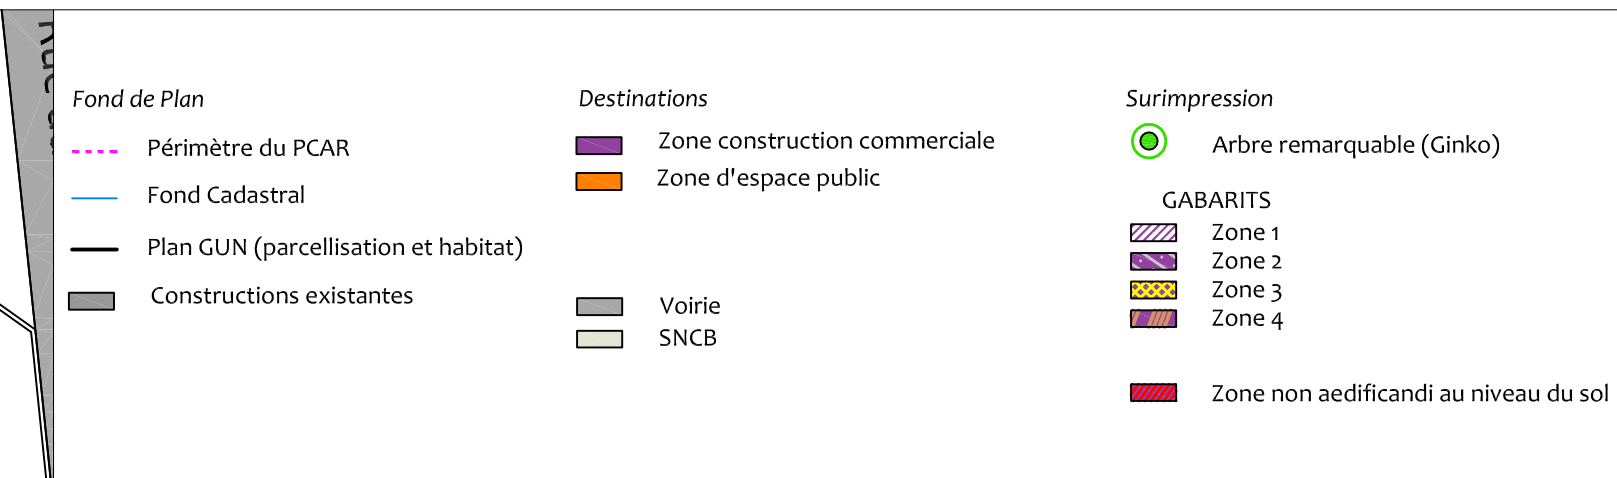 Fond de Plan
Périmètre du PCAR
Fond Cadastral
Plan GUN (parcellisation et habitat)
Constructions existantes
Destinations
Zone construction commerciale
Zone d'espace public
Voirie
SNCB
Surimpression
Arbre remarquable (Ginko)
GABARITS
Zone 1
Zone 2
Zone 3
Zone 4
Zone non aedificandi au niveau du sol